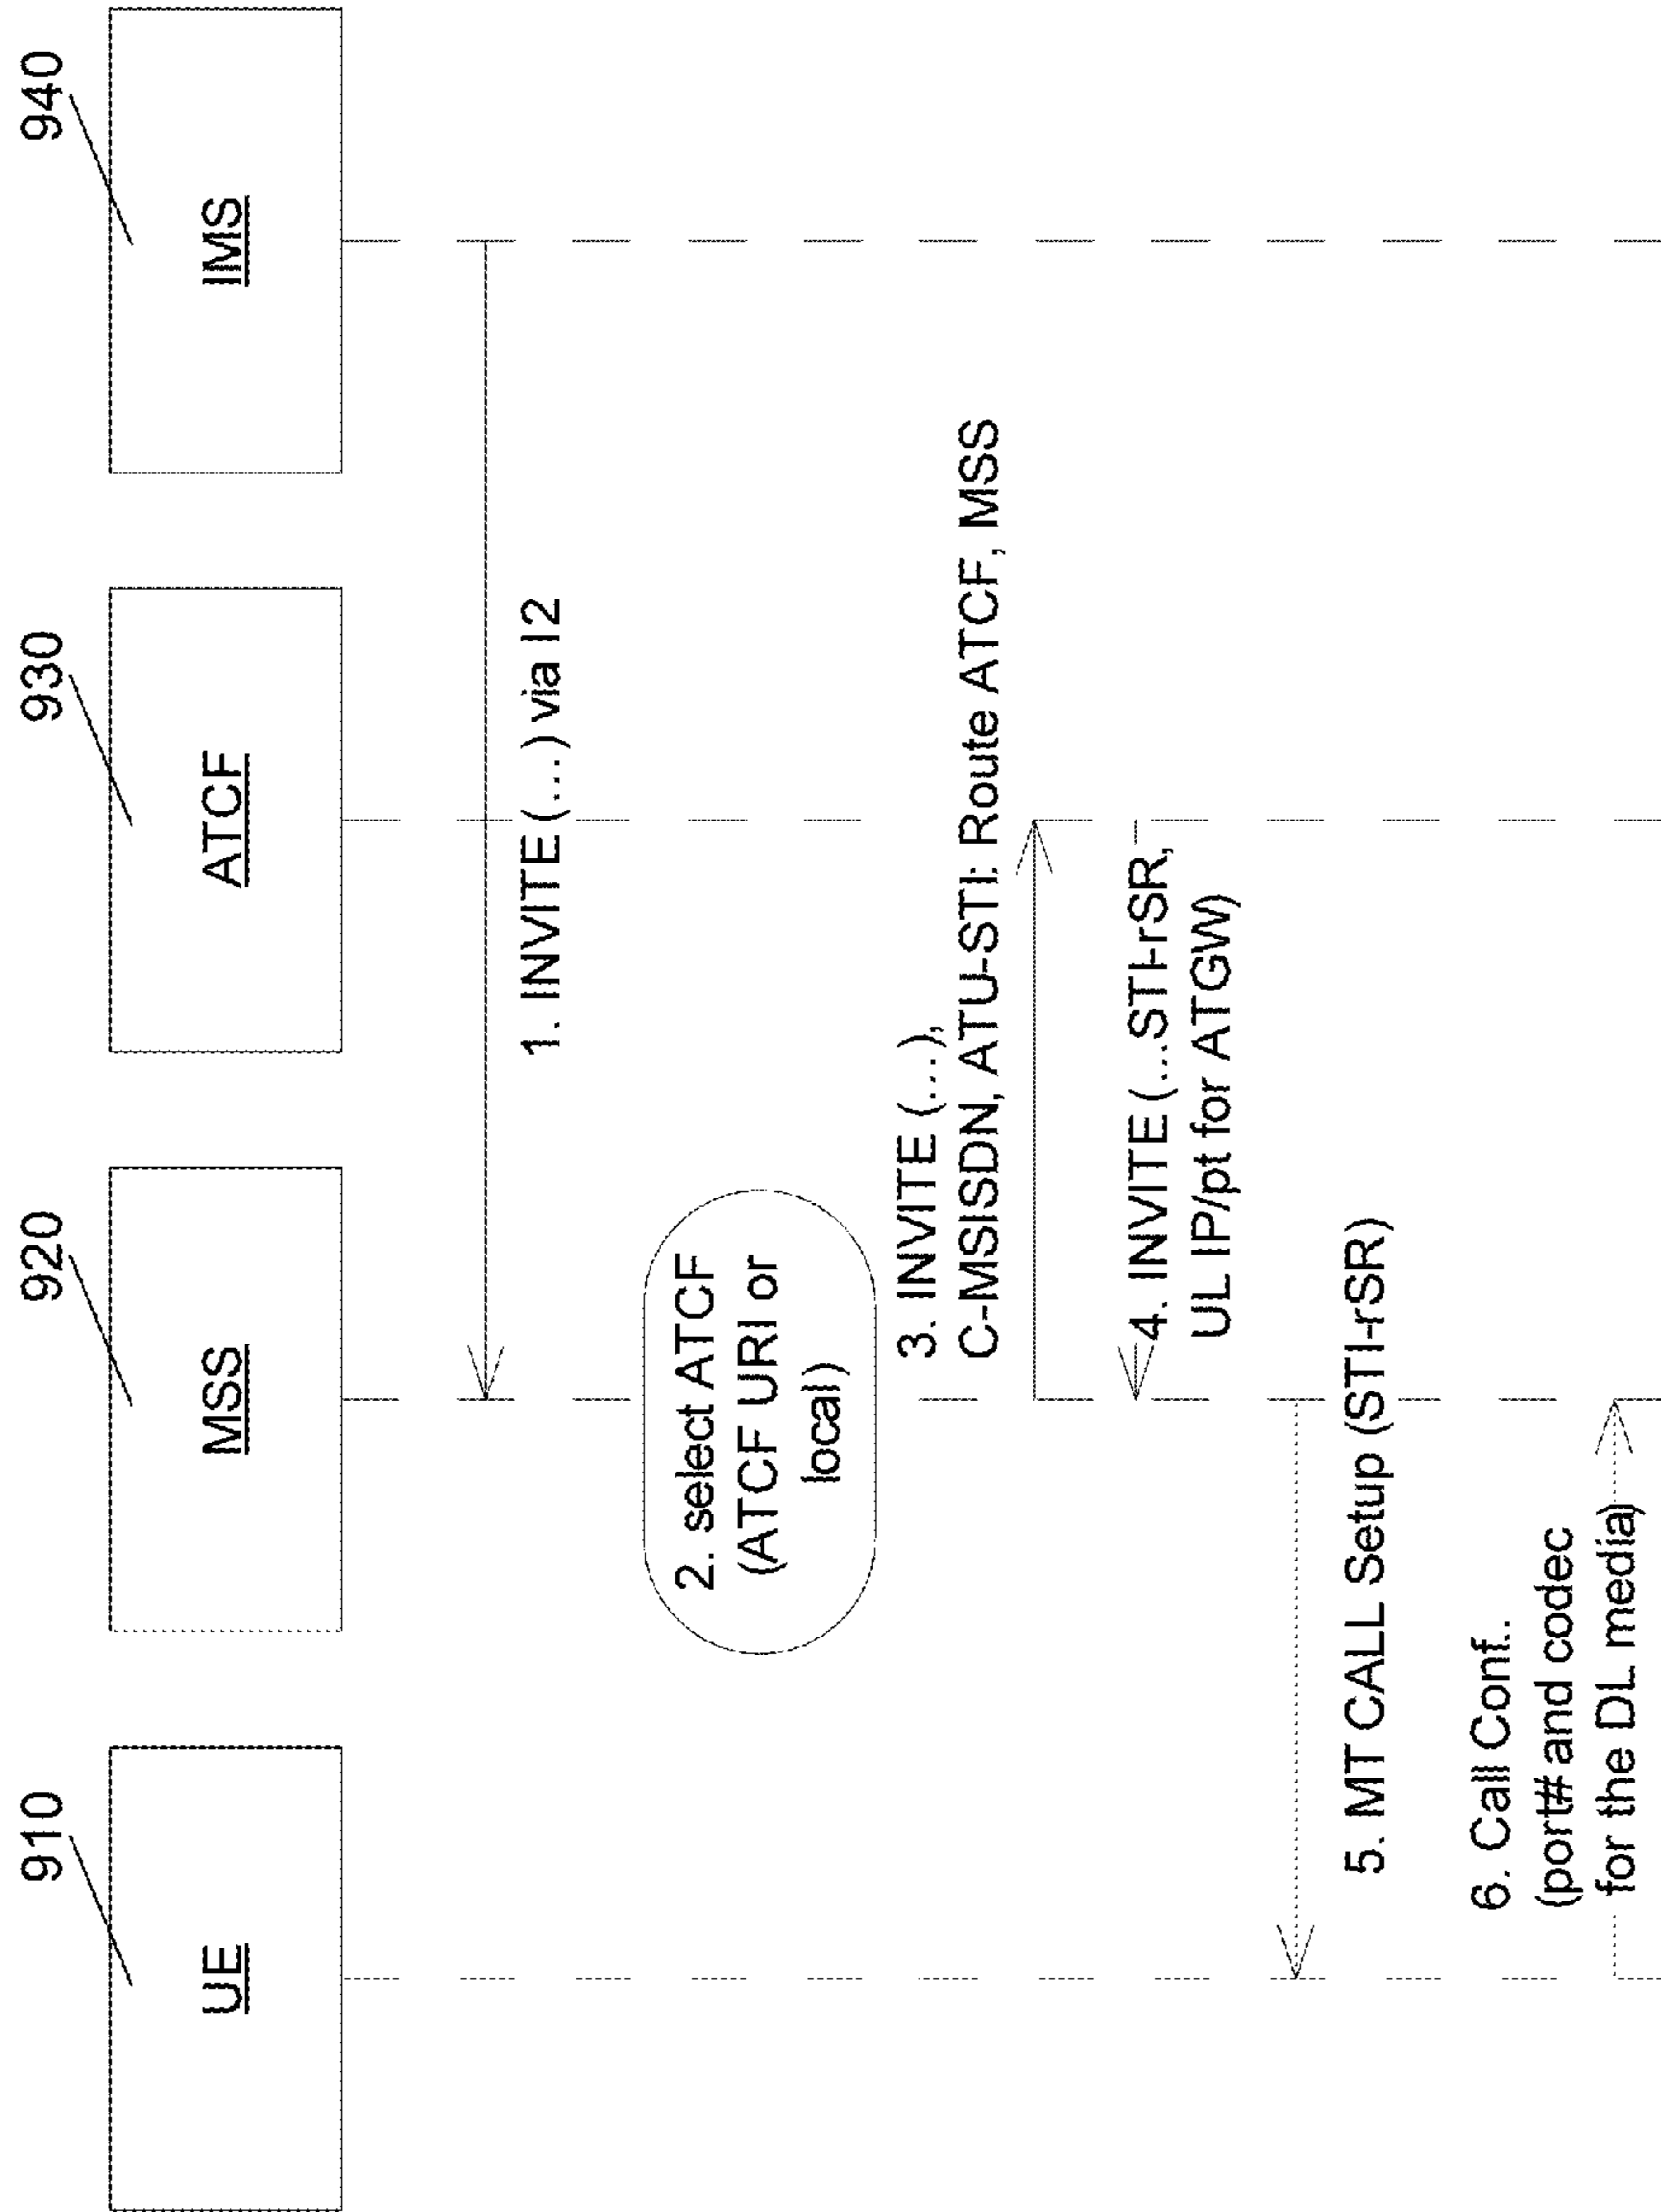 910
920
930
940
UE
MSS
ATCF
IMS
1. INVITE (...) via I2
2. select ATCF
(ATCF URI or
local)
3. INVITE (...),
C-MSISDN, ATU-STI: Route ATCF, MSS
4. INVITE (...STI-rSR,
UL IP/pt for ATGW)
5. MT CALL Setup (STI-rSR)
6. Call Conf..
(port# and codec
for the DL media)